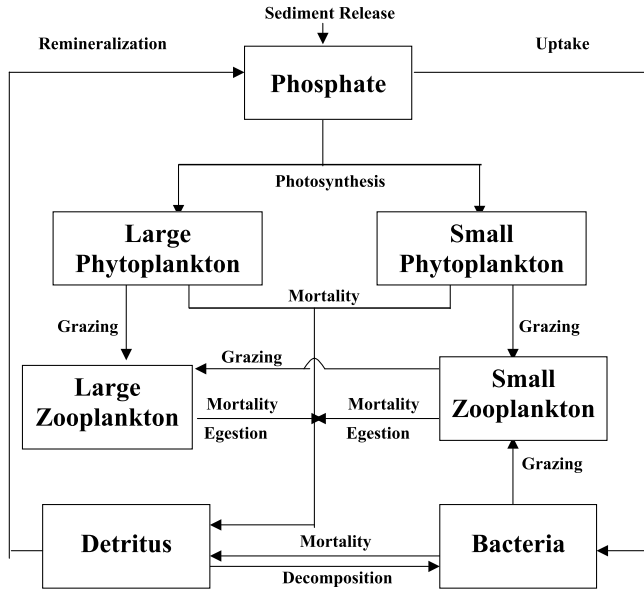 Sediment Release
Remineralization
Uptake
Phosphate
Photosynthesis
Large
Phytoplankton
Small
Phytoplankton
Mortality
Grazing
Grazing
Grazing
Large
Zooplankton
Small
Zooplankton
Mortality
Egestion
Mortality
Egestion
Grazing
Detritus
Mortality
Decomposition
Bacteria